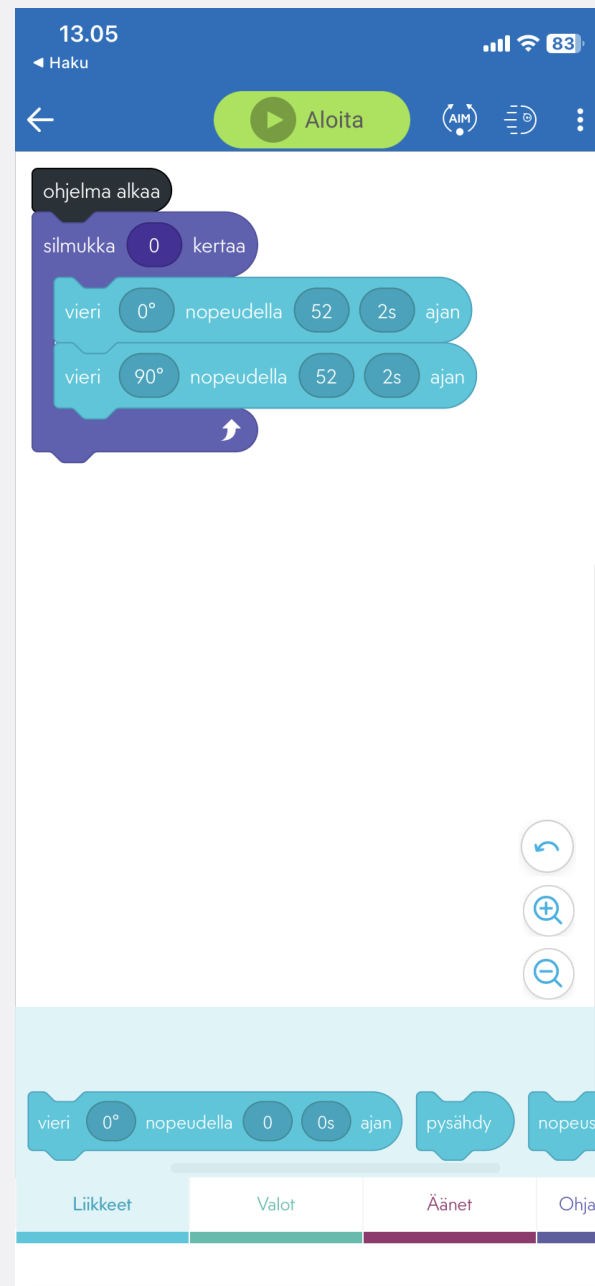 13.05
83
◀ Haku
Aloita
AIM
ohjelma alkaa
silmukka 0 kertaa
vieri 0° nopeudella 52 2s ajan
vieri 90° nopeudella 52 2s ajan
vieri 0° nopeudella 0 0s ajan pysähdy nopeus
Liikkeet Valot Äänet Ohja